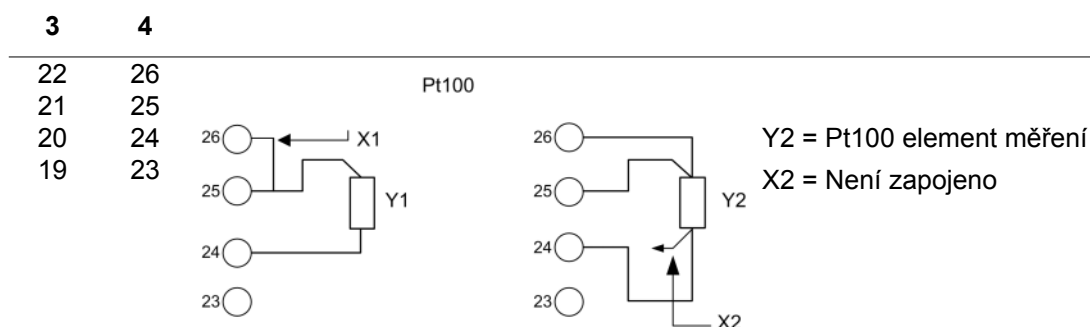 3 4
22 26
21 25
20 24
19 23
Pt100
26 X1
25 Y1
24
23
26
25 Y2
24
23
X2
Y2 = Pt100 element měření
X2 = Není zapojeno